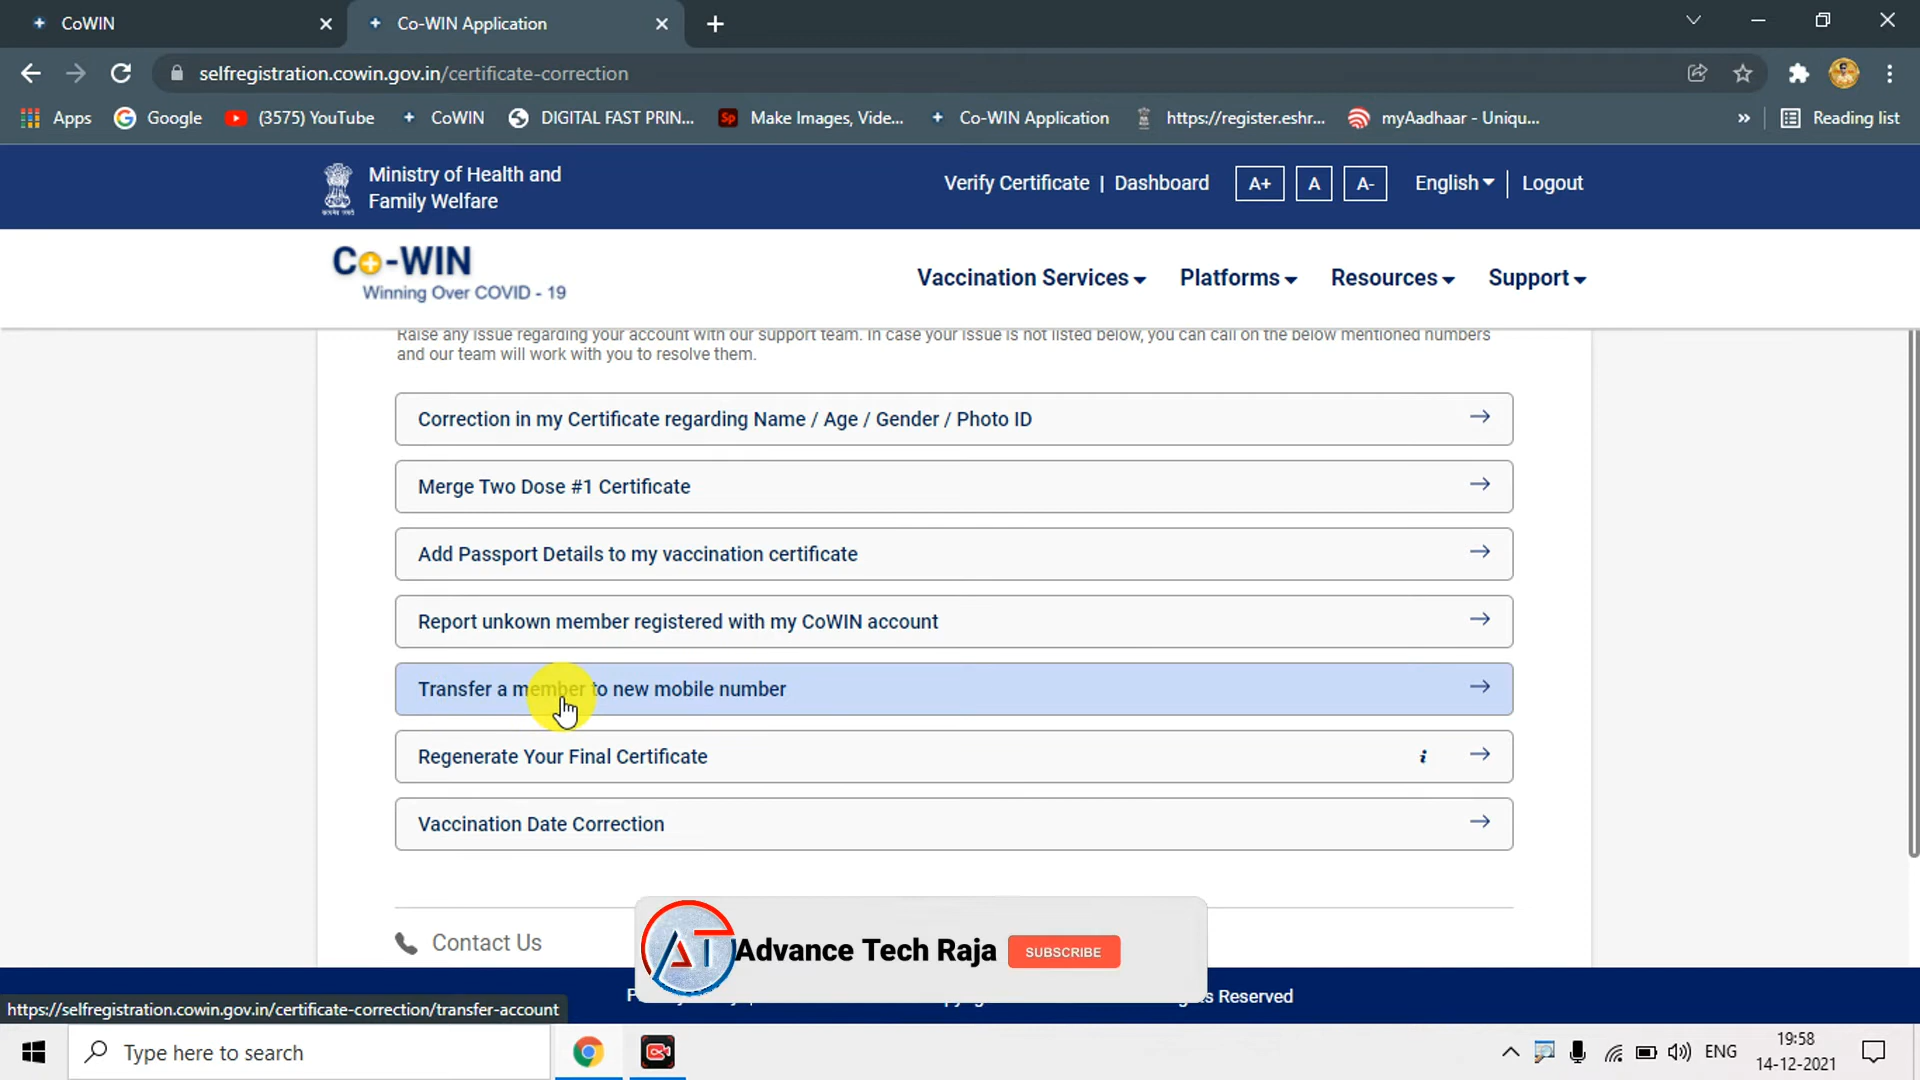 CoWIN
Co-WIN Application
selfregistration.cowin.gov.in/certificate-correction
Apps
Google
(3575) YouTube
CoWIN
DIGITAL FAST PRIN...
Sp
Make Images, Vide...
Co-WIN Application
https://register.eshr...
myAadhaar - Uniqu...
»
Reading list
Ministry of Health and
Family Welfare
Verify Certificate | Dashboard
A+
A
A-
English
Logout
Co-WIN
Winning Over COVID - 19
Vaccination Services
Platforms
Resources
Support
Raise any issue regarding your account with our support team. In case your issue is not listed below, you can call on the below mentioned numbers
and our team will work with you to resolve them.
Correction in my Certificate regarding Name / Age / Gender / Photo ID
Merge Two Dose #1 Certificate
Add Passport Details to my vaccination certificate
Report unkown member registered with my CoWIN account
Transfer a member to new mobile number
Regenerate Your Final Certificate
i
Vaccination Date Correction
Contact Us
AT
Advance Tech Raja
SUBSCRIBE
Reserved
https://selfregistration.cowin.gov.in/certificate-correction/transfer-account
Type here to search
ENG
19:58
14-12-2021